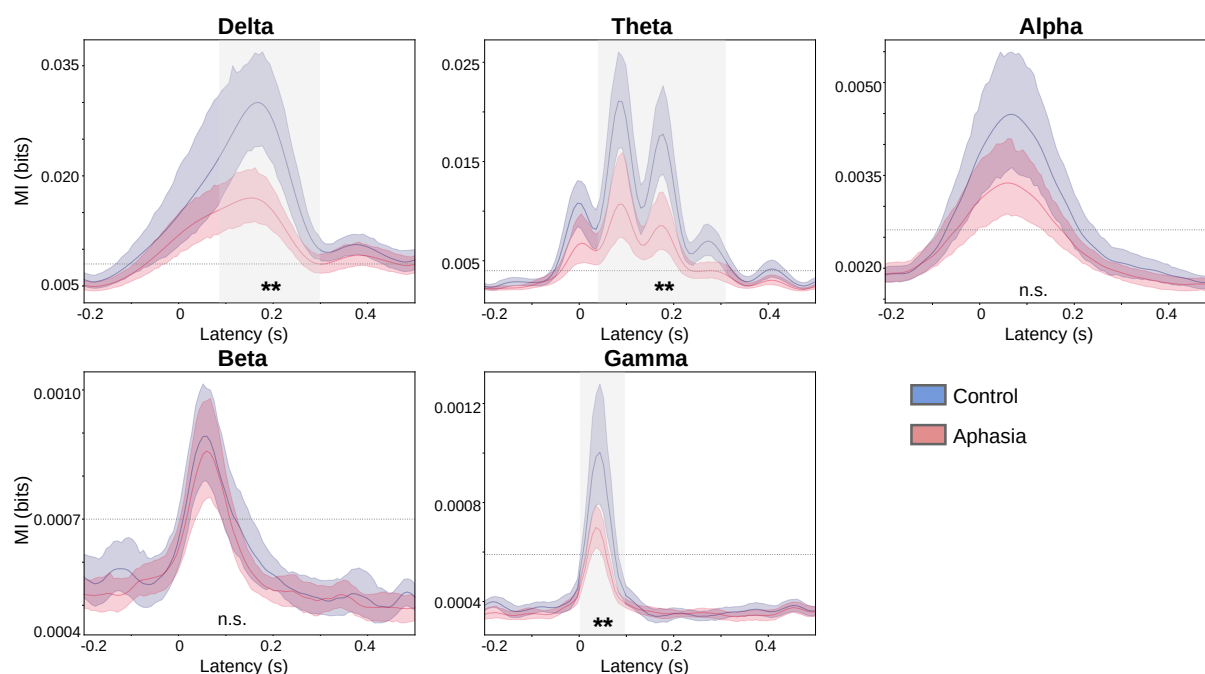 Delta
Theta
Alpha
MI (bits)
0.035
0.020
0.005
**
-0.2 0 0.2 0.4
Latency (s)
0.025
0.015
0.005
**
-0.2 0 0.2 0.4
Latency (s)
0.0050
0.0035
0.0020
n.s.
-0.2 0 0.2 0.4
Latency (s)
Beta
Gamma
MI (bits)
0.0010
0.0007
0.0004
n.s.
-0.2 0 0.2 0.4
Latency (s)
0.0012
0.0008
0.0004
**
-0.2 0 0.2 0.4
Latency (s)
Control
Aphasia